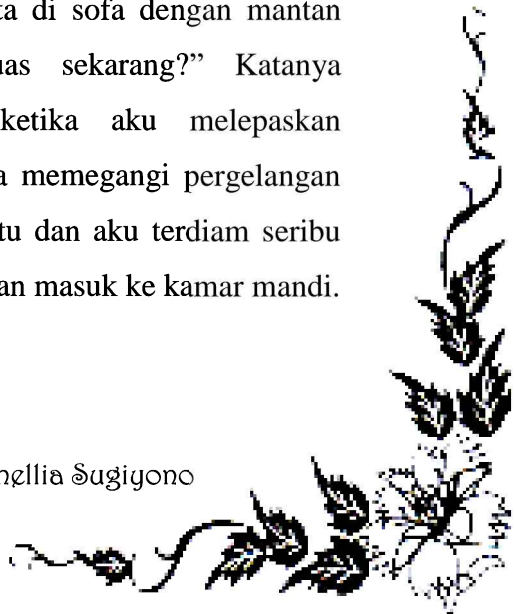 ta di sofa dengan mantan
uas sekarang?” Katanya
ketika aku melepaskan
a memegangi pergelangan
tu dan aku terdiam seribu
an masuk ke kamar mandi.
nellia Sugiyono